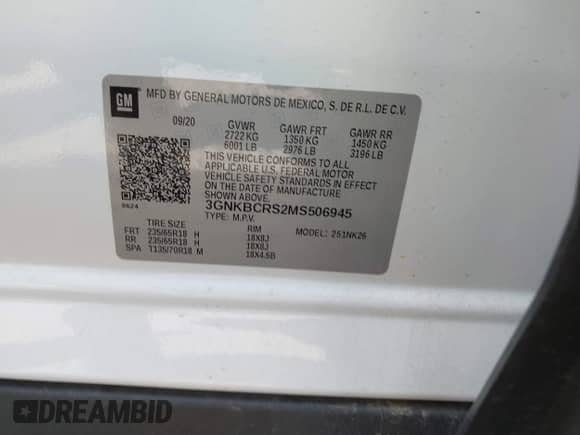 GM
MFD BY GENERAL MOTORS DE MEXICO, S. DE R.L. DE C.V.
09/20 GVWR GAWR FRT GAWR RR
2722 KG 1350 KG 1450 KG
6001 LB 2976 LB 3196 LB
THIS VEHICLE CONFORMS TO ALL
APPLICABLE U.S. FEDERAL MOTOR
VEHICLE SAFETY STANDARDS IN EFFECT
ON THE DATE OF MANUFACTURE
SHOWN ABOVE.
3GNKBCRS2MS506945
TYPE: M.P.V. MODEL: 251NK26
TIRE SIZE RIM
FRT 235/65R18 H 18X8J
RR 235/65R18 H 18X8J
SPA T135/70R18 M 18X4.5B
DREAMBID